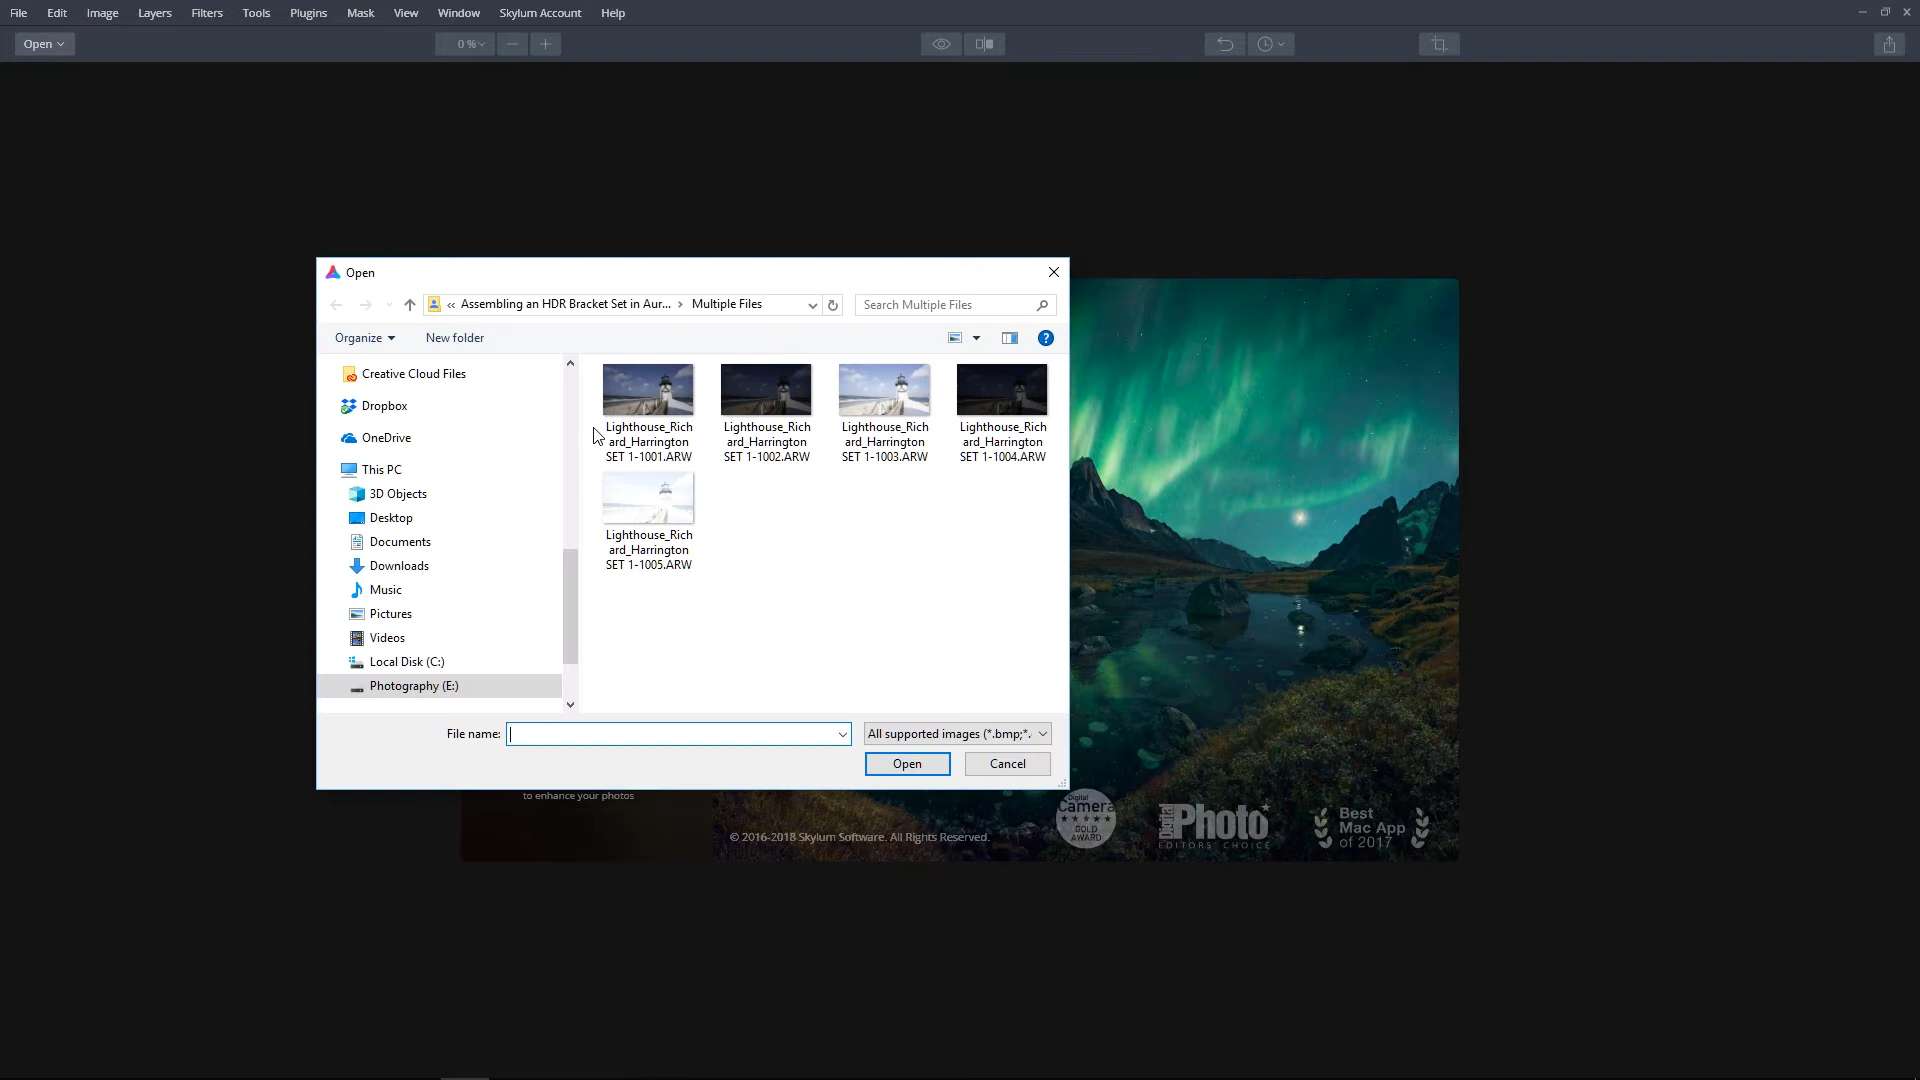 File Edit Image Layers Filters Tools Plugins Mask View Window Skylum Account Help
Open 0 %
Open
« Assembling an HDR Bracket Set in Aur... > Multiple Files Search Multiple Files
Organize New folder
Creative Cloud Files
Dropbox
OneDrive
This PC
3D Objects
Desktop
Documents
Downloads
Music
Pictures
Videos
Local Disk (C:)
Photography (E:)
Lighthouse_Rich
ard_Harrington
SET 1-1001.ARW
Lighthouse_Rich
ard_Harrington
SET 1-1002.ARW
Lighthouse_Rich
ard_Harrington
SET 1-1003.ARW
Lighthouse_Rich
ard_Harrington
SET 1-1004.ARW
Lighthouse_Rich
ard_Harrington
SET 1-1005.ARW
File name: All supported images (*.bmp;*.
Open Cancel
to enhance your photos
© 2016-2018 Skylum Software. All Rights Reserved.
Digital
Camera
GOLD
AWARD
Digital
Photo
EDITORS' CHOICE
Best
Mac App
of 2017